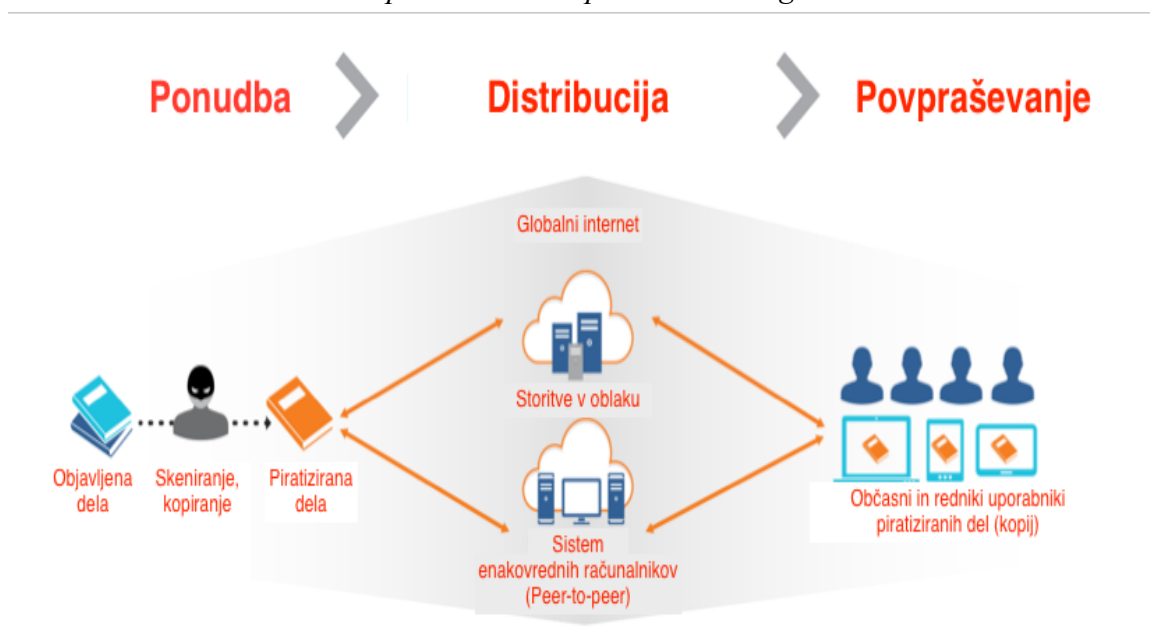 Ponudba
Distribucija
Povpraševanje
Globalni internet
Storitve v oblaku
Objavljena
dela
Skeniranje,
kopiranje
Piratizirana
dela
Sistem
enakovrednih računalnikov
(Peer-to-peer)
Občasni in redniki uporabniki
piratiziranih del (kopij)